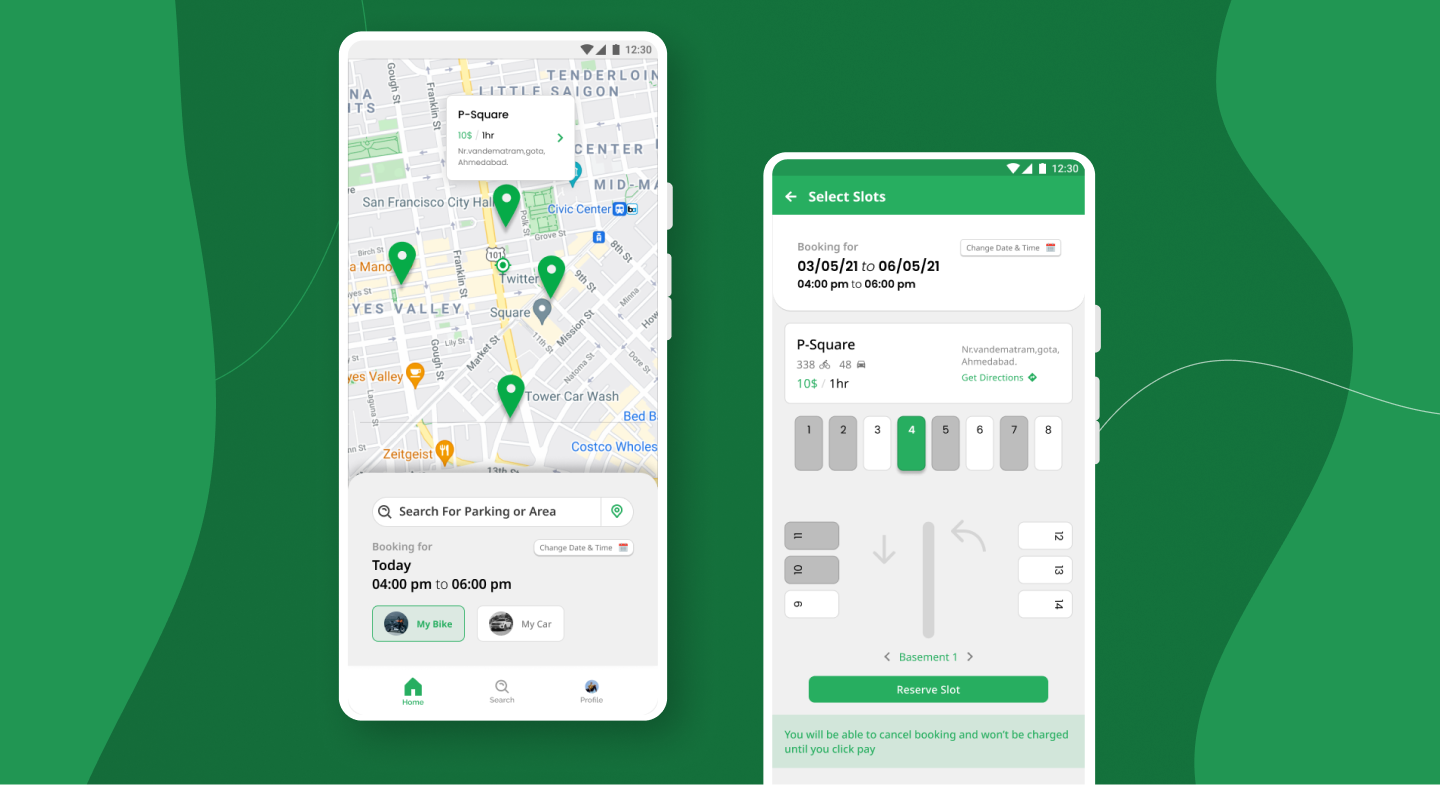 12:30
TENDERLOIN
LITTLE SAIGON
Gough St
Franklin St
NA
ITS
P-Square
10$ / 1hr
Nr.vandematram,gota,
Ahmedabad.
CENTER
MID-MA
San Francisco City Hall
Civic Center
Polk St
Grove St
Birch St
101
8th St
9th St
a Mano
Twitter
Franklin St
Minna
Ivy St
How
YES VALLEY
Square
Mission St
11th St
Lily St
Gough St
Market St
Natoma St
Dore St
yes Valley
Laguna St
Tower Car Wash
Bed B
Costco Wholes
Zeitgeist
13th St
Search For Parking or Area
Booking for
Change Date & Time
Today
04:00 pm to 06:00 pm
My Bike
My Car
Home
Search
Profile
12:30
Select Slots
Booking for
Change Date & Time
03/05/21 to 06/05/21
04:00 pm to 06:00 pm
P-Square
338 48
10$ / 1hr
Nr.vandematram,gota,
Ahmedabad.
Get Directions
1 2 3 4 5 6 7 8
11 12
10 13
9 14
Basement 1
Reserve Slot
You will be able to cancel booking and won't be charged
until you click pay